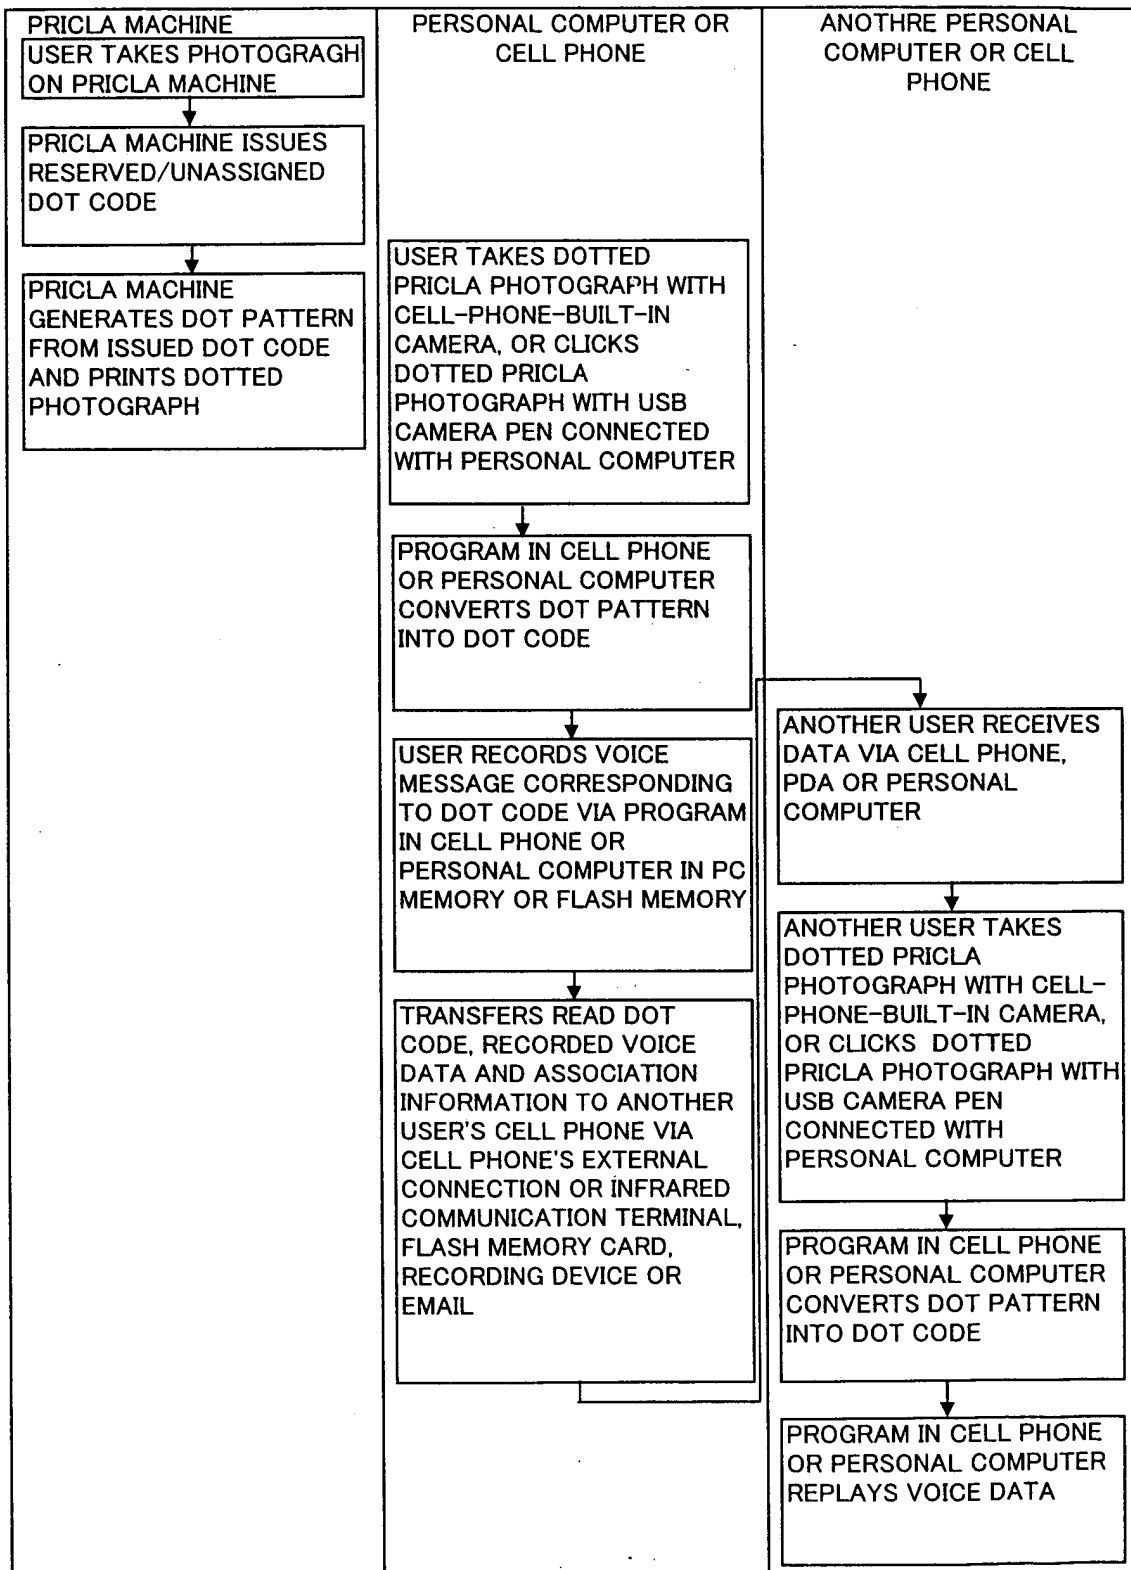 PRICLA MACHINE
USER TAKES PHOTOGRAGH
ON PRICLA MACHINE
PRICLA MACHINE ISSUES
RESERVED/UNASSIGNED
DOT CODE
PRICLA MACHINE
GENERATES DOT PATTERN
FROM ISSUED DOT CODE
AND PRINTS DOTTED
PHOTOGRAPH
PERSONAL COMPUTER OR
CELL PHONE
USER TAKES DOTTED
PRICLA PHOTOGRAPH WITH
CELL-PHONE-BUILT-IN
CAMERA, OR CLICKS
DOTTED PRICLA
PHOTOGRAPH WITH USB
CAMERA PEN CONNECTED
WITH PERSONAL COMPUTER
PROGRAM IN CELL PHONE
OR PERSONAL COMPUTER
CONVERTS DOT PATTERN
INTO DOT CODE
USER RECORDS VOICE
MESSAGE CORRESPONDING
TO DOT CODE VIA PROGRAM
IN CELL PHONE OR
PERSONAL COMPUTER IN PC
MEMORY OR FLASH MEMORY
TRANSFERS READ DOT
CODE, RECORDED VOICE
DATA AND ASSOCIATION
INFORMATION TO ANOTHER
USER'S CELL PHONE VIA
CELL PHONE'S EXTERNAL
CONNECTION OR INFRARED
COMMUNICATION TERMINAL,
FLASH MEMORY CARD,
RECORDING DEVICE OR
EMAIL
ANOTHRE PERSONAL
COMPUTER OR CELL
PHONE
ANOTHER USER RECEIVES
DATA VIA CELL PHONE,
PDA OR PERSONAL
COMPUTER
ANOTHER USER TAKES
DOTTED PRICLA
PHOTOGRAPH WITH CELL-
PHONE-BUILT-IN CAMERA,
OR CLICKS DOTTED
PRICLA PHOTOGRAPH WITH
USB CAMERA PEN
CONNECTED WITH
PERSONAL COMPUTER
PROGRAM IN CELL PHONE
OR PERSONAL COMPUTER
CONVERTS DOT PATTERN
INTO DOT CODE
PROGRAM IN CELL PHONE
OR PERSONAL COMPUTER
REPLAYS VOICE DATA